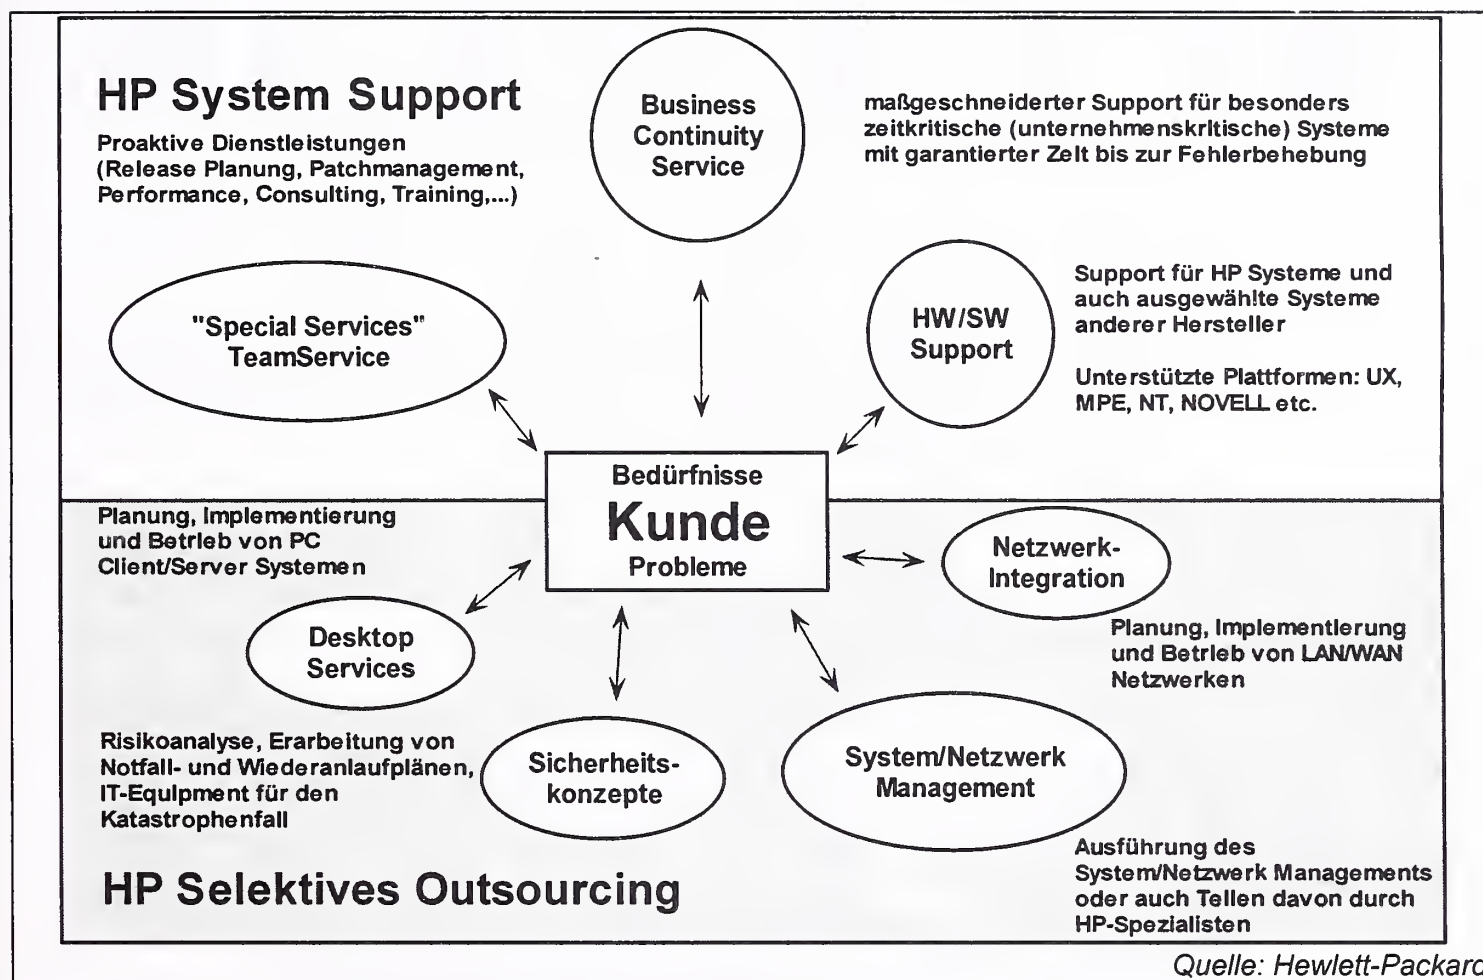 HP System Support
Proaktive Dienstleistungen
(Release Planung, Patchmanagement,
Performance, Consulting, Training,...)
Business
Continuity
Service
maßgeschneiderter Support für besonders
zeitkritische (unternehmenskritische) Systeme
mit garantierter Zeit bis zur Fehlerbehebung
"Special Services"
TeamService
HW/SW
Support
Support für HP Systeme und
auch ausgewählte Systeme
anderer Hersteller
Unterstützte Plattformen: UX,
MPE, NT, NOVELL etc.
Bedürfnisse
Kunde
Probleme
Planung, Implementierung
und Betrieb von PC
Client/Server Systemen
Desktop
Services
Netzwerk-
Integration
Planung, Implementierung
und Betrieb von LAN/WAN
Netzwerken
Risikoanalyse, Erarbeitung von
Notfall- und Wiederanlaufplänen,
IT-Equipment für den
Katastrophenfall
Sicherheits-
konzepte
System/Netzwerk
Management
Ausführung des
System/Netzwerk Managements
oder auch Teilen davon durch
HP-Spezialisten
HP Selektives Outsourcing
Quelle: Hewlett-Packard